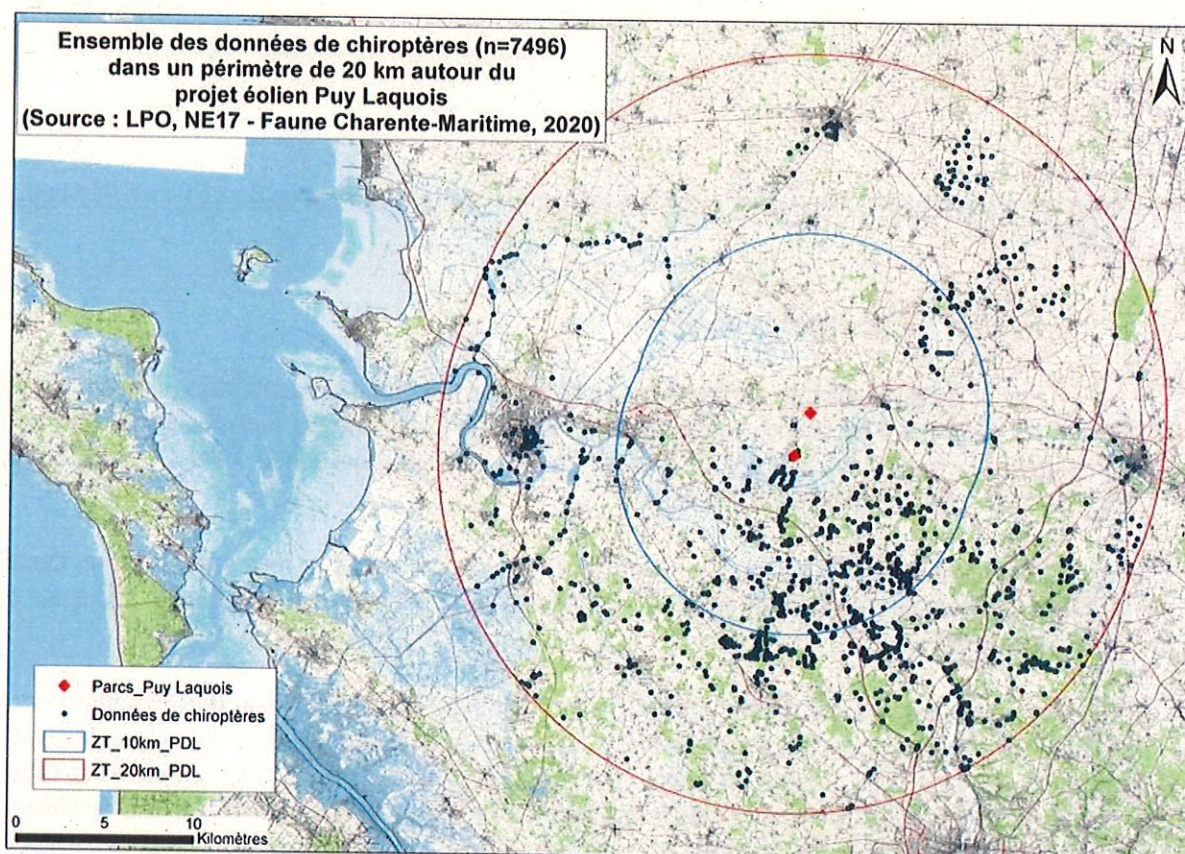 Ensemble des données de chiroptères (n=7496)
dans un périmètre de 20 km autour du
projet éolien Puy Laquois
(Source : LPO, NE17 - Faune Charente-Maritime, 2020)
N
Parcs_Puy Laquois
Données de chiroptères
ZT_10km_PDL
ZT_20km_PDL
0 5 10
Kilomètres